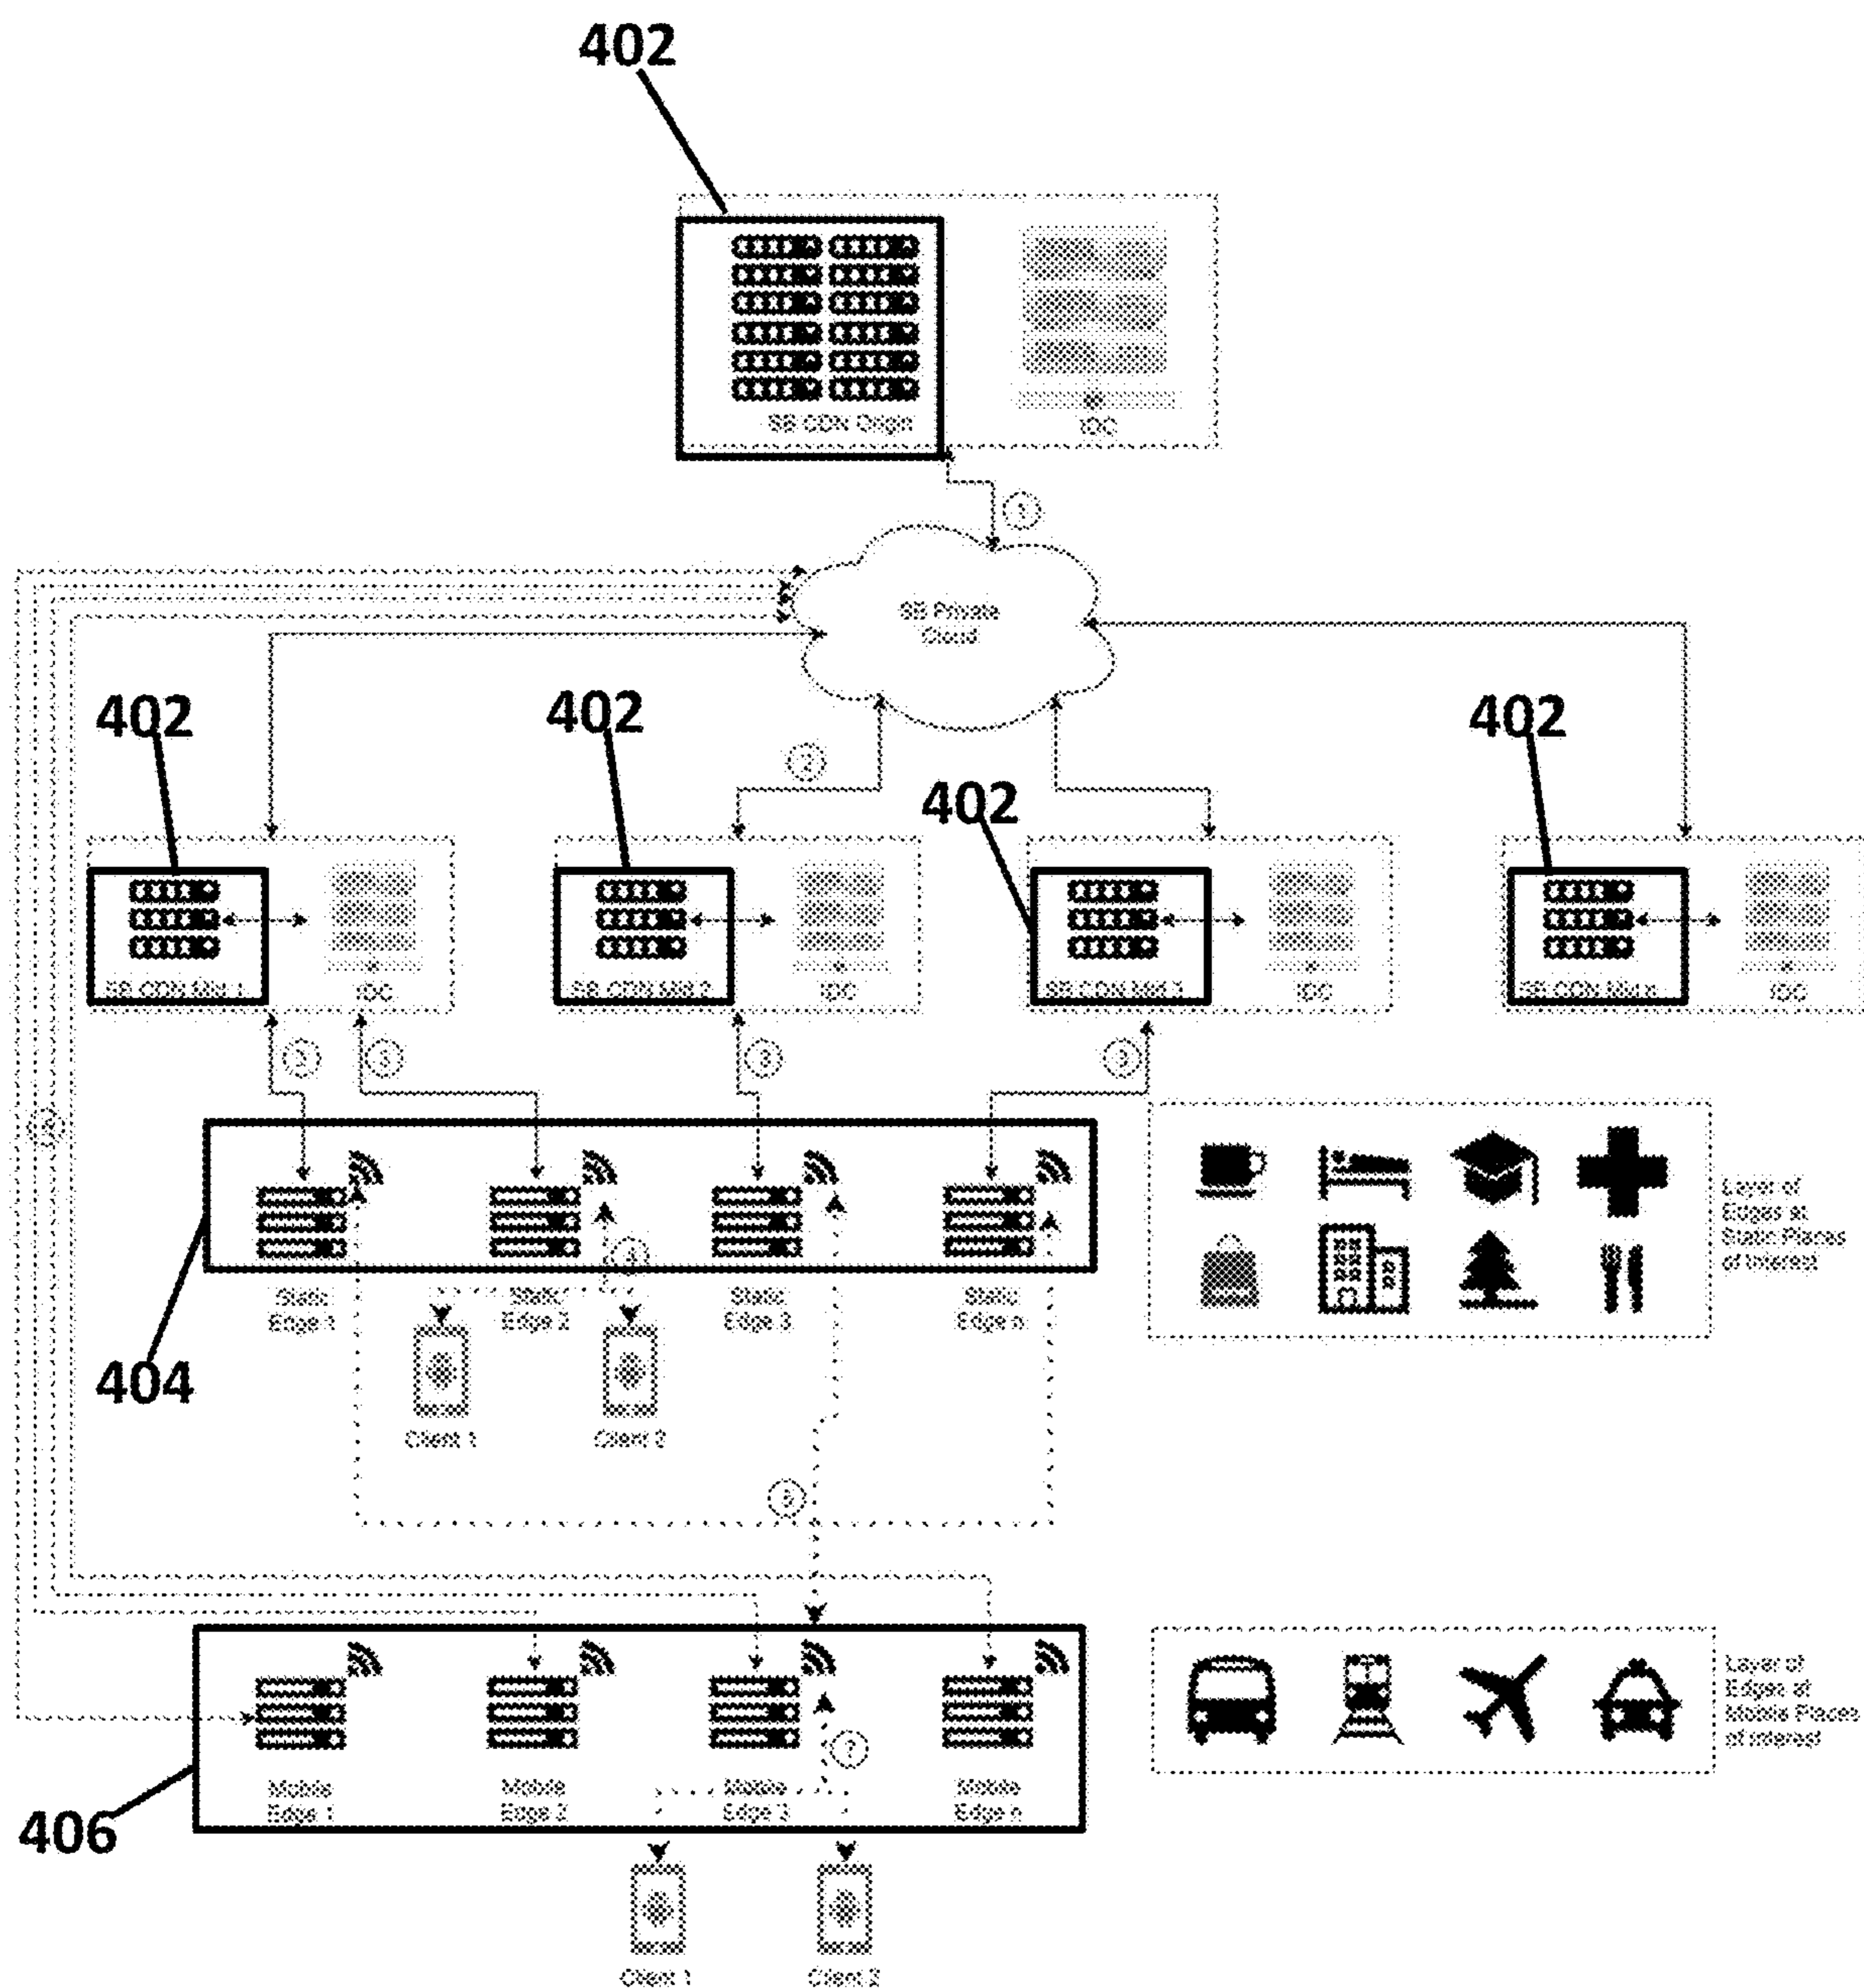 402
SB CDN Origin
IDC
1
SB Private
Cloud
402
402
402
402
2
SB CDN Mid 1
IDC
SB CDN Mid 2
IDC
SB CDN Mid 3
IDC
SB CDN Mid n
IDC
3
3
3
3
Static
Edge 1
Static
Edge 2
Static
Edge 3
Static
Edge n
Layer of
Edges at
Static Places
of Interest
404
Client 1
Client 2
Mobile
Edge 1
Mobile
Edge 2
Mobile
Edge 3
Mobile
Edge n
7
Layer of
Edges at
Mobile Places
of Interest
406
Client 1
Client 2